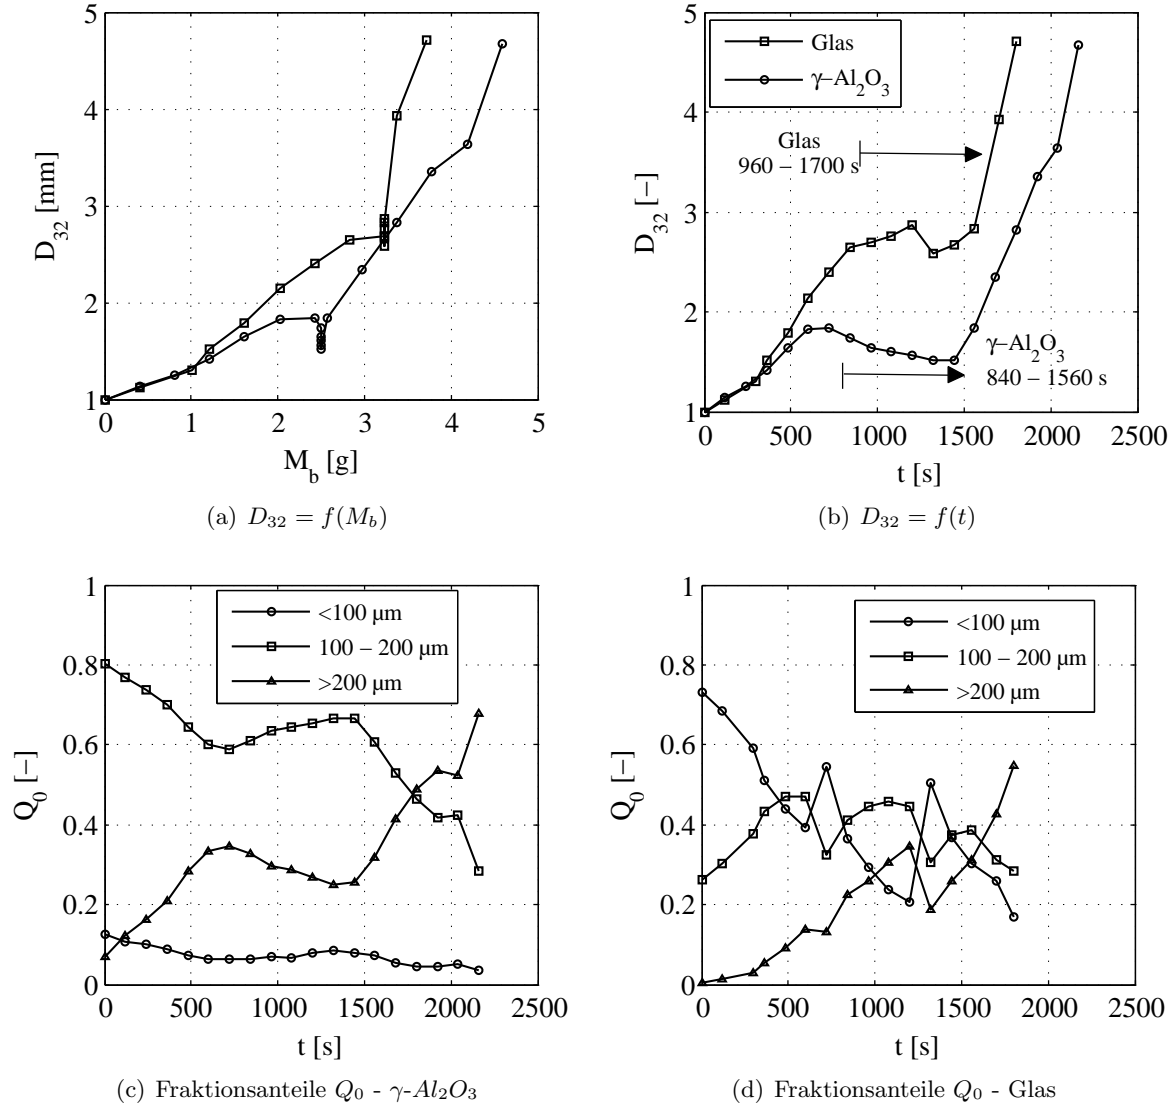 5
4
3
2
1
D32 [mm]
0 1 2 3 4 5
Mb [g]
(a) D32 = f(Mb)
5
4
3
2
1
D32 [−]
Glas
γ−Al2O3
Glas
960 − 1700 s
γ−Al2O3
840 − 1560 s
0 500 1000 1500 2000 2500
t [s]
(b) D32 = f(t)
1
0.8
0.6
0.4
0.2
0
Q0 [−]
<100 µm
100 − 200 µm
>200 µm
0 500 1000 1500 2000 2500
t [s]
(c) Fraktionsanteile Q0 - γ-Al2O3
1
0.8
0.6
0.4
0.2
0
Q0 [−]
<100 µm
100 − 200 µm
>200 µm
0 500 1000 1500 2000 2500
t [s]
(d) Fraktionsanteile Q0 - Glas